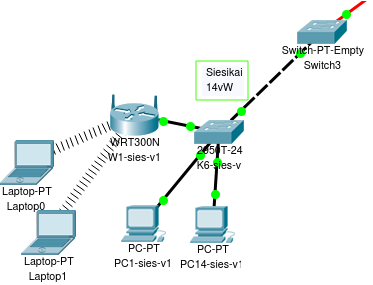 Switch-PT-Empty
Switch3
Siesikai
14vW
WRT300N
W1-sies-v1
2950T-24
K6-sies-v
Laptop-PT
Laptop0
Laptop-PT
Laptop1
PC-PT
PC1-sies-v1
PC-PT
PC14-sies-v1